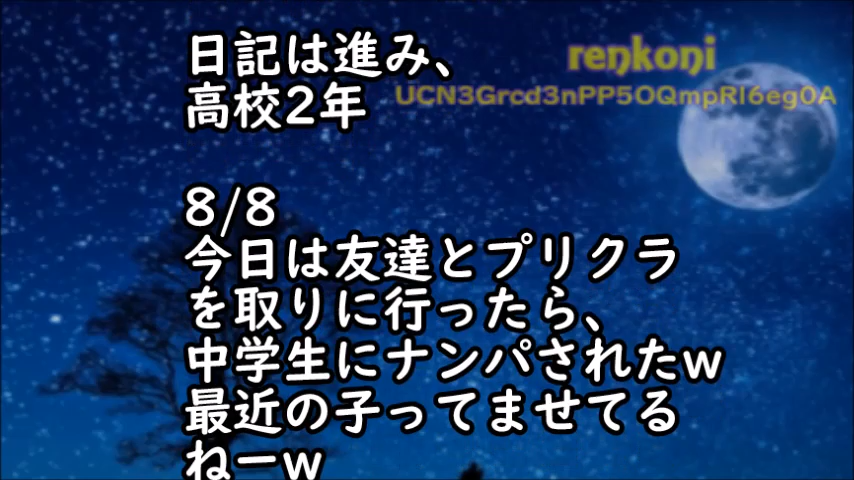 renkoni
UCN3Grcd3nPP5OQmpRl6eg0A
日記は進み、
高校2年
8/8
今日は友達とプリクラ
を取りに行ったら、
中学生にナンパされたw
最近の子ってませてる
ねーw